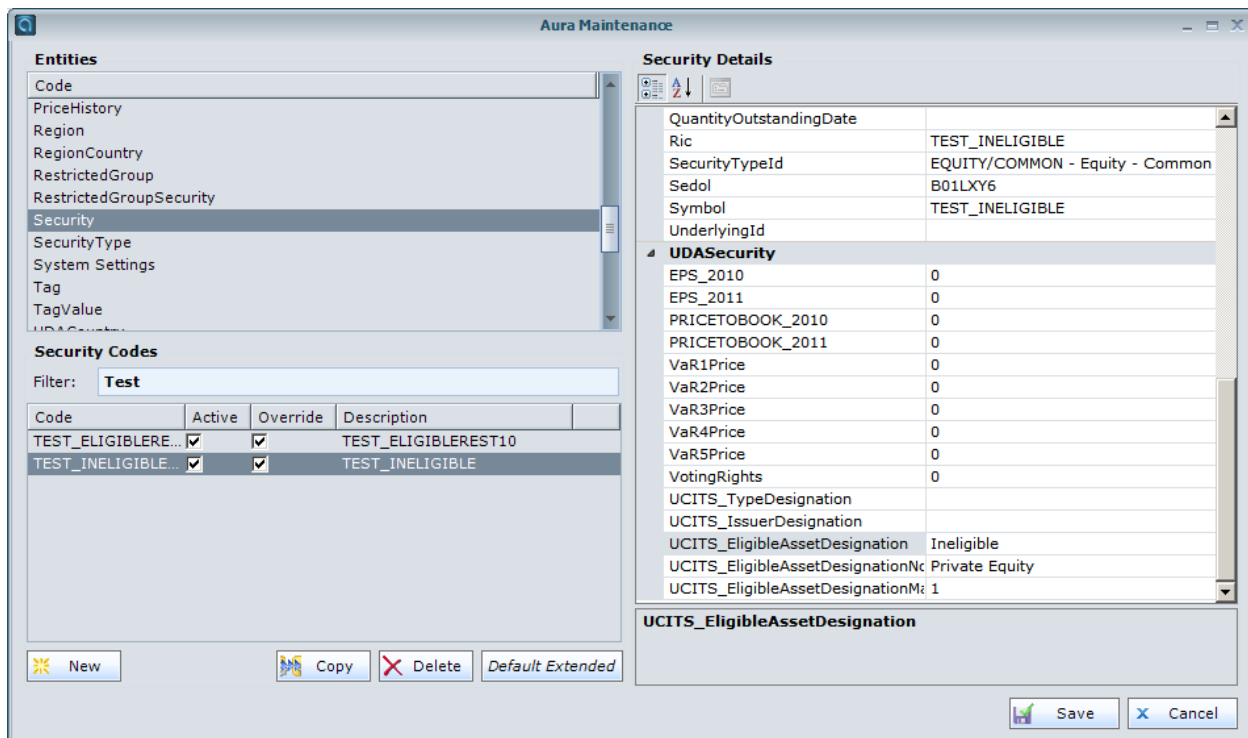 Aura Maintenance
Entities
Code
PriceHistory
Region
RegionCountry
RestrictedGroup
RestrictedGroupSecurity
Security
SecurityType
System Settings
Tag
TagValue
Security Codes
Filter: Test
Code Active Override Description
TEST_ELIGIBLERE... TEST_ELIGIBLEREST10
TEST_INELIGIBLE... TEST_INELIGIBLE
New Copy Delete Default Extended
Security Details
QuantityOutstandingDate
Ric TEST_INELIGIBLE
SecurityTypeId EQUITY/COMMON - Equity - Common
Sedol B01LXY6
Symbol TEST_INELIGIBLE
UnderlyingId
UDASecurity
EPS_2010 0
EPS_2011 0
PRICETOBOOK_2010 0
PRICETOBOOK_2011 0
VaR1Price 0
VaR2Price 0
VaR3Price 0
VaR4Price 0
VaR5Price 0
VotingRights 0
UCITS_TypeDesignation
UCITS_IssuerDesignation
UCITS_EligibleAssetDesignation Ineligible
UCITS_EligibleAssetDesignationNo Private Equity
UCITS_EligibleAssetDesignationMa 1
UCITS_EligibleAssetDesignation
Save Cancel